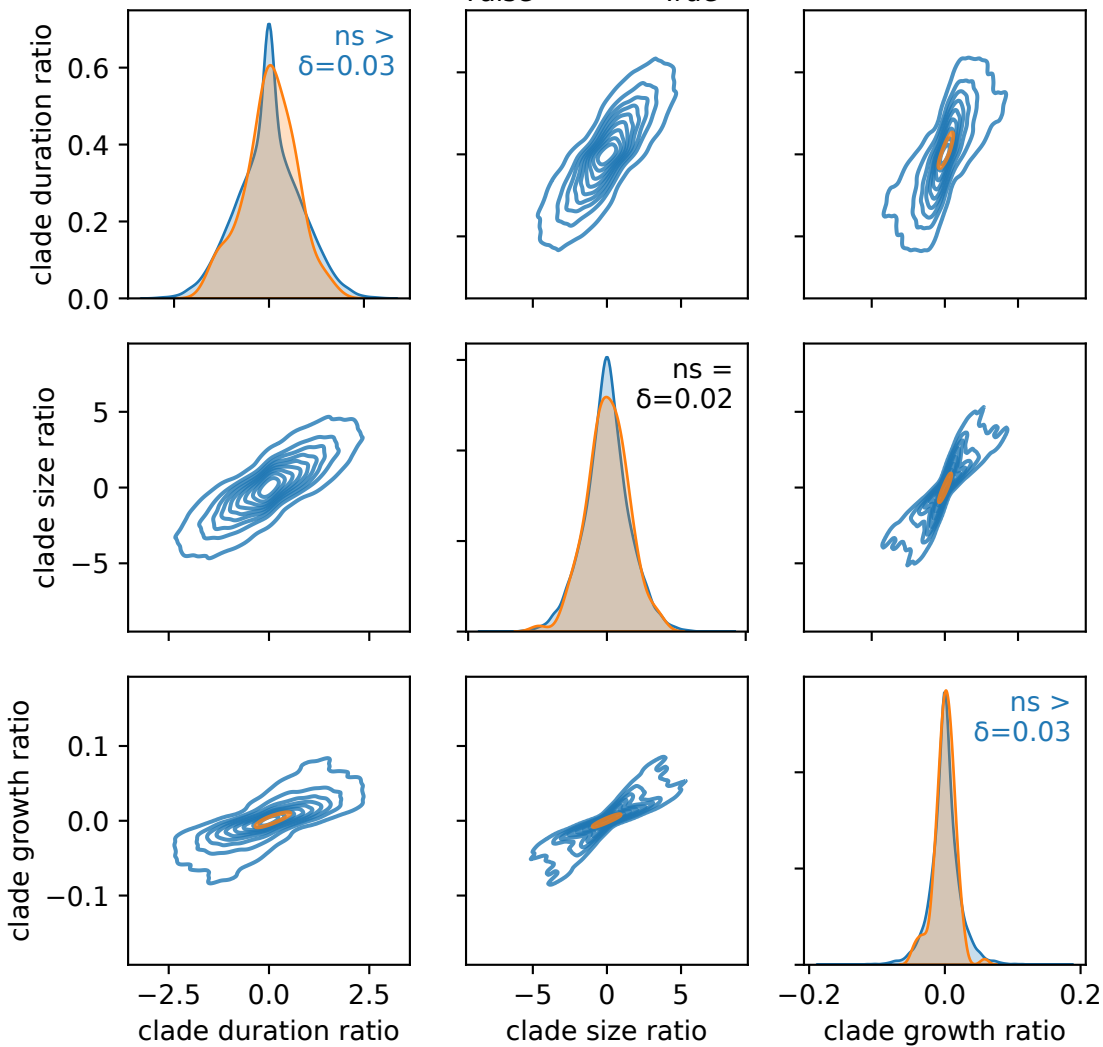 clade duration ratio
0.6
0.4
0.2
0.0
ns >
δ=0.03
clade size ratio
5
0
−5
ns =
δ=0.02
clade growth ratio
0.1
0.0
−0.1
ns >
δ=0.03
−2.5
0.0
2.5
−5
0
5
−0.2
0.0
0.2
clade duration ratio
clade size ratio
clade growth ratio